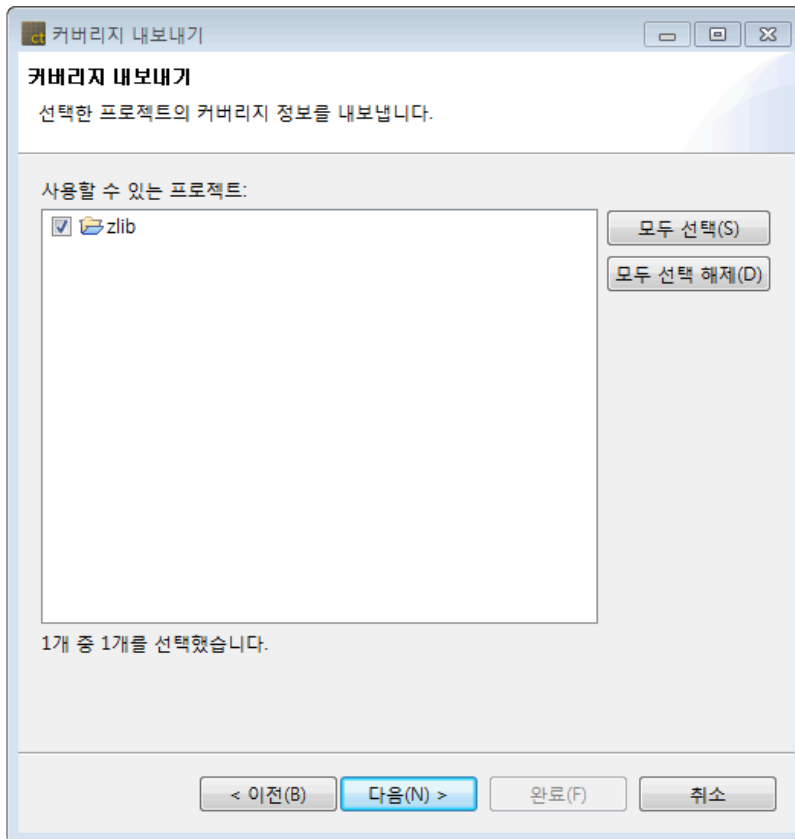 ct 커버리지 내보내기
커버리지 내보내기
선택한 프로젝트의 커버리지 정보를 내보냅니다.
사용할 수 있는 프로젝트:
zlib
모두 선택(S)
모두 선택 해제(D)
1개 중 1개를 선택했습니다.
< 이전(B) 다음(N) > 완료(F) 취소